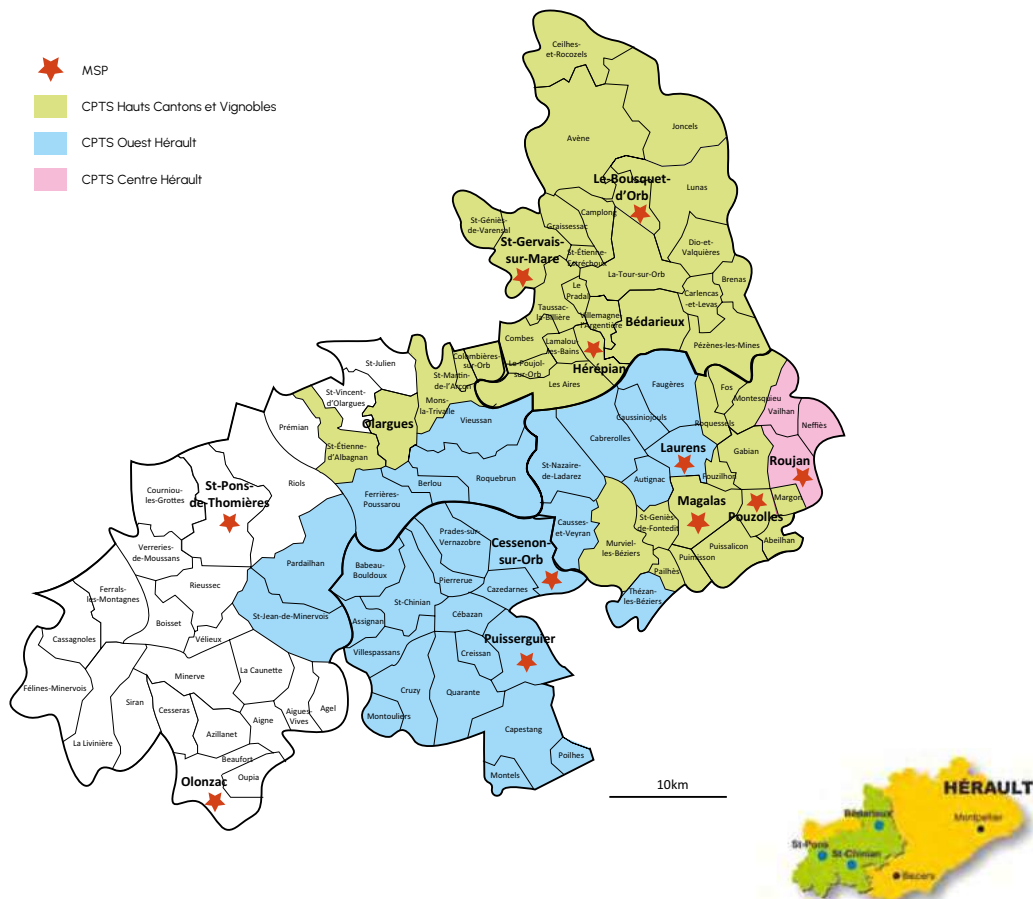 MSP
CPTS Hauts Cantons et Vignobles
CPTS Ouest Hérault
CPTS Centre Hérault
Ceilhes-
et-Rocozels
Avène
Joncels
Le-Bousquet-
d'Orb
Lunas
St-Géniès-
de-Varensal
Camplong
Graissessac
St-Gervais-
sur-Mare
St-Étienne-
Estréchoux
Dio-et-
Valquières
La-Tour-sur-Orb
Brenas
Le
Pradal
Carlencas
-et-Levas
Taussac-
la-Billière
Villemagne-
l'Argentière
Bédarieux
Combes
Lamalou-
les-Bains
Pézènes-les-Mines
Hérépian
St-Julien
Colombières-
sur-Orb
Le-Poujol-
sur-Orb
St-Martin-
de-l'Arçon
Les Aires
Mons-
la-Trivalle
Faugères
Fos
Montesquieu
St-Vincent-
d'Olargues
Vailhan
Neffiès
Prémian
Olargues
Vieussan
Caussiniojouls
Roquessels
Cabrerolles
St-Étienne-
d'Albagnan
Laurens
Gabian
Roujan
St-Nazaire-
de-Ladarez
Riols
Roquebrun
Berlou
Autignac
Fouzilhon
Courniou-
les-Grottes
St-Pons-
de-Thomières
Ferrières-
Poussarou
Magalas
Margon
Pouzolles
Prades-sur-
Vernazobre
Causses-
et-Veyran
St-Geniès-
de-Fontedit
Verreries-
de-Moussans
Murviel-
les-Béziers
Abeilhan
Puissalicon
Cessenon-
sur-Orb
Puimisson
Pardailhan
Babeau-
Bouldoux
Pailhès
Pierrerue
Cazedarnes
Thézan-
les-Béziers
Ferrals-
les-Montagnes
Rieussec
St-Chinian
St-Jean-de-Minervois
Assignan
Cébazan
Boisset
Cassagnoles
Vélieux
Puisserguier
Villespassans
Creissan
La Caunette
Minerve
Félines-Minervois
Cruzy
Quarante
Siran
Cesseras
Agel
Aigues-
Vives
Aigne
Montouliers
Azillanet
La Livinière
Capestang
Beaufort
Poilhes
Oupia
Montels
Olonzac
10km
HÉRAULT
Bédarieux
Montpellier
St-Pons
St-Chinian
Béziers